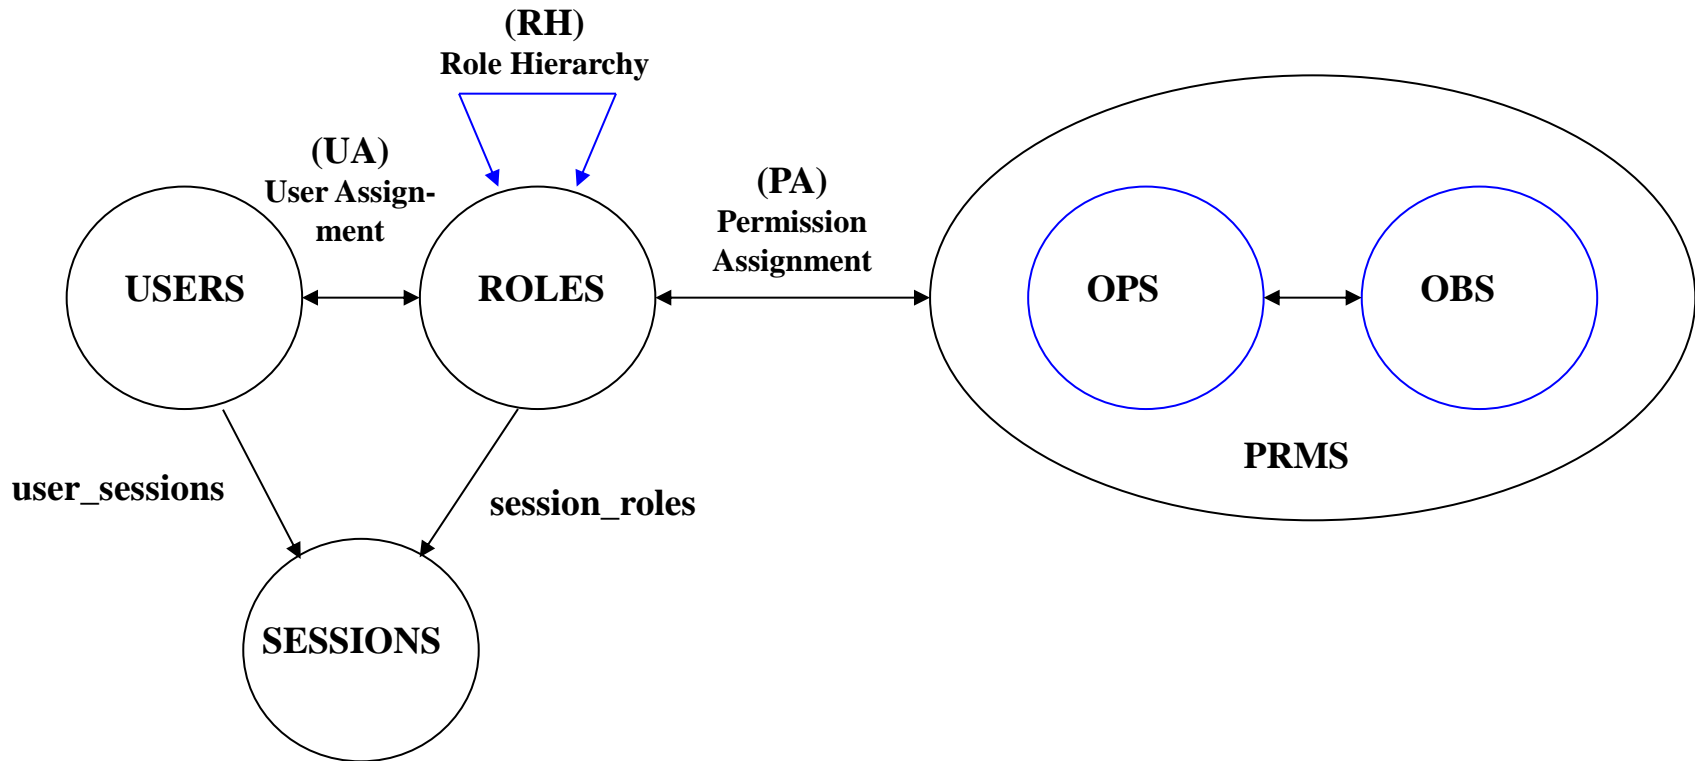 (RH)
Role Hierarchy
(UA)
User Assign-
ment
(PA)
Permission
Assignment
USERS
ROLES
OPS
OBS
PRMS
user_sessions
session_roles
SESSIONS